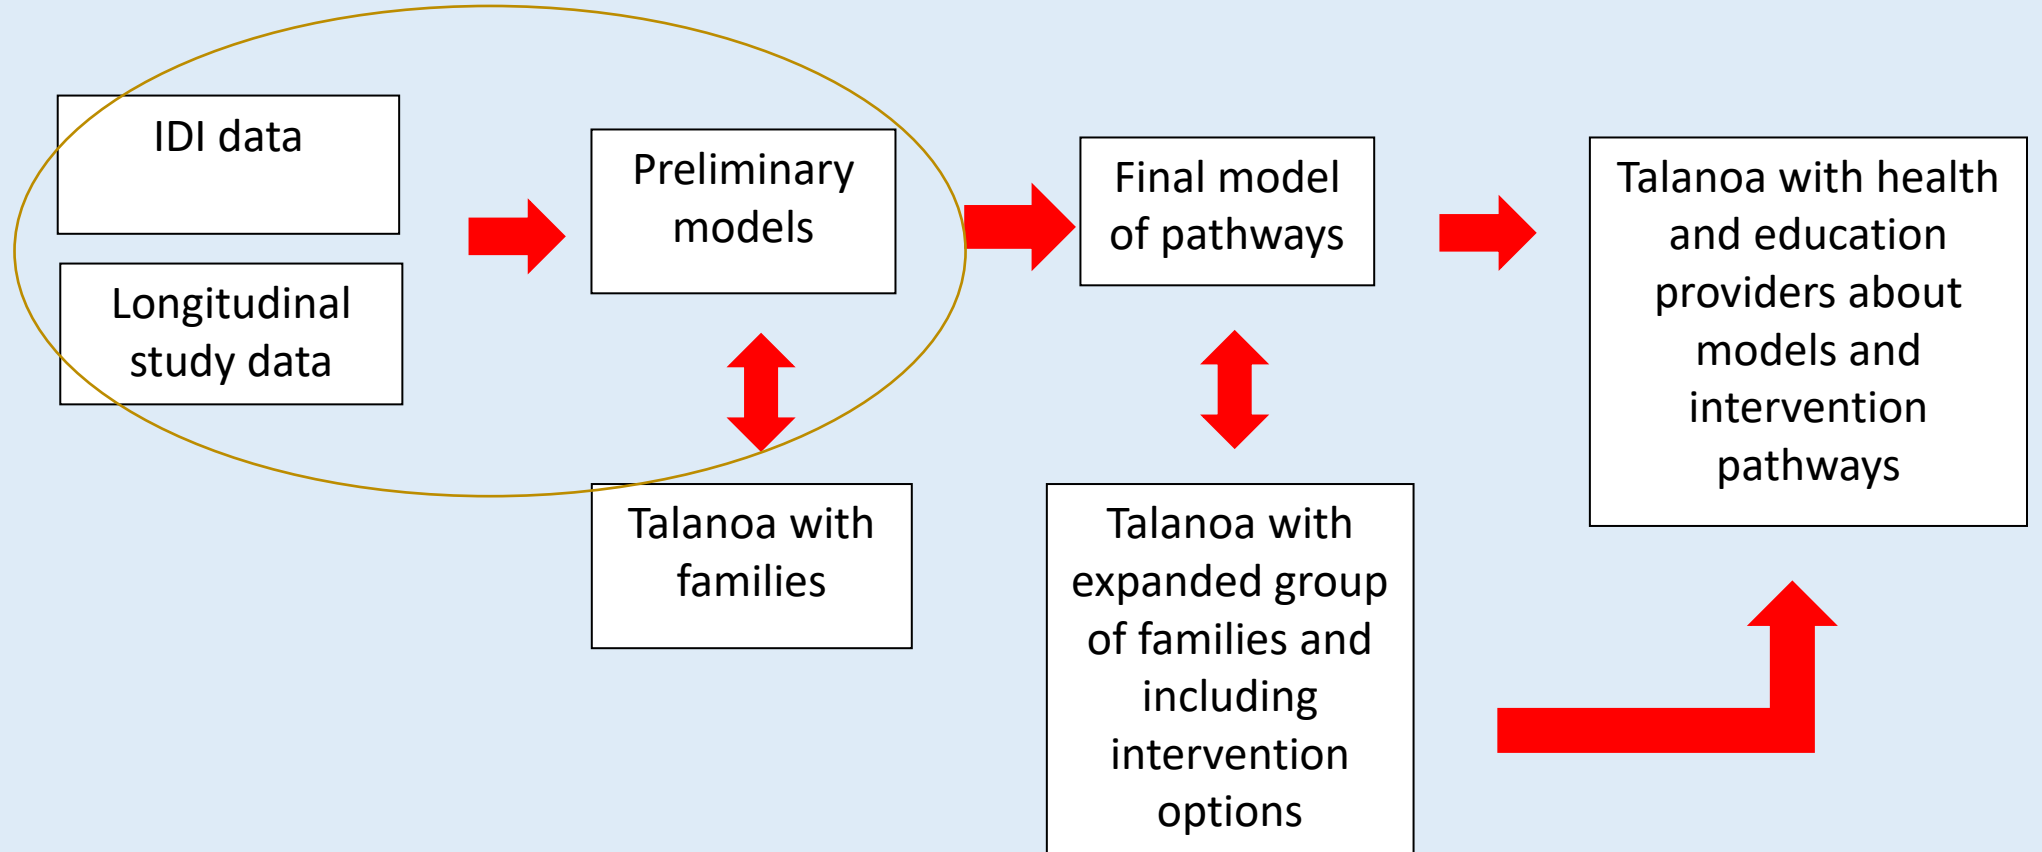 IDI data
Longitudinal
study data
Preliminary
models
Talanoa with
families
Final model
of pathways
Talanoa with
expanded group
of families and
including
intervention
options
Talanoa with health
and education
providers about
models and
intervention
pathways